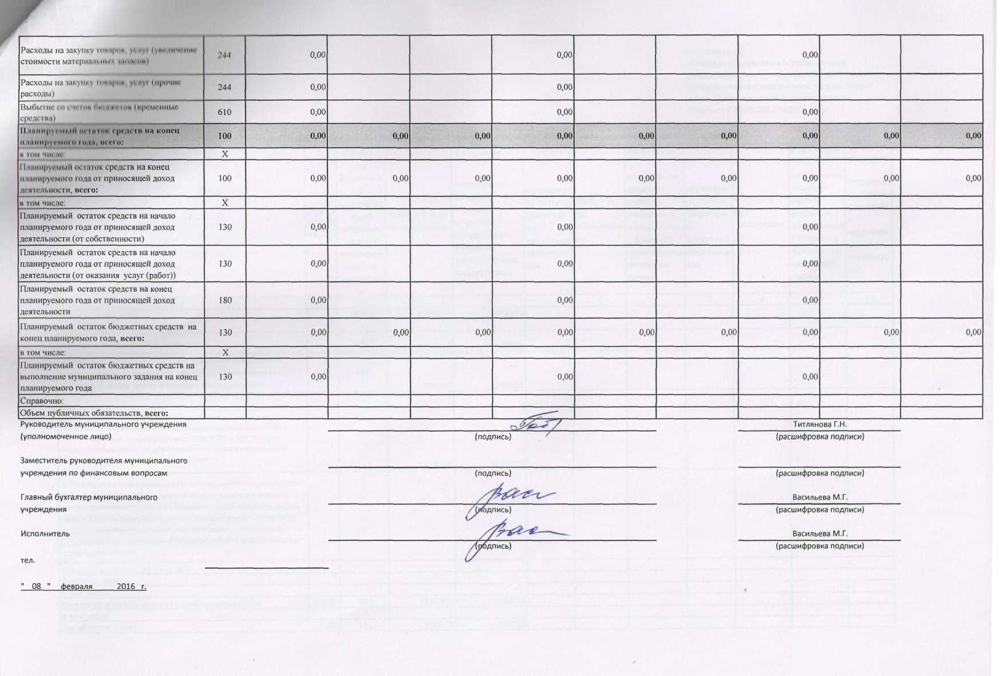 Расходы на закупку товаров, услуг (увеличение
стоимости материальных запасов) 244 0,00 0,00 0,00
Расходы на закупку товаров, услуг (прочие
расходы) 244 0,00 0,00
Выбытие со счетов бюджетов (временные
средства) 610 0,00 0,00 0,00
Планируемый остаток средств на конец
планируемого года, всего: 100 0,00 0,00 0,00 0,00 0,00 0,00 0,00 0,00 0,00
в том числе: X
Планируемый остаток средств на конец
планируемого года от приносящей доход
деятельности, всего: 100 0,00 0,00 0,00 0,00 0,00 0,00 0,00 0,00 0,00
в том числе: X
Планируемый остаток средств на начало
планируемого года от приносящей доход
деятельности (от собственности) 130 0,00 0,00 0,00
Планируемый остаток средств на начало
планируемого года от приносящей доход
деятельности (от оказания услуг (работ)) 130 0,00 0,00 0,00
Планируемый остаток средств на конец
планируемого года от приносящей доход
деятельности 180 0,00 0,00 0,00
Планируемый остаток бюджетных средств на
конец планируемого года, всего: 130 0,00 0,00 0,00 0,00 0,00 0,00 0,00 0,00 0,00
в том числе: X
Планируемый остаток бюджетных средств на
выполнение муниципального задания на конец
планируемого года 130 0,00 0,00 0,00
Справочно:
Объем публичных обязательств, всего:
Руководитель муниципального учреждения Титлянова Г.Н.
(уполномоченное лицо) (подпись) (расшифровка подписи)
Заместитель руководителя муниципального
учреждения по финансовым вопросам (подпись) (расшифровка подписи)
Главный бухгалтер муниципального Васильева М.Г.
учреждения (подпись) (расшифровка подписи)
Исполнитель Васильева М.Г.
(подпись) (расшифровка подписи)
тел.
" 08 " февраля 2016 г.